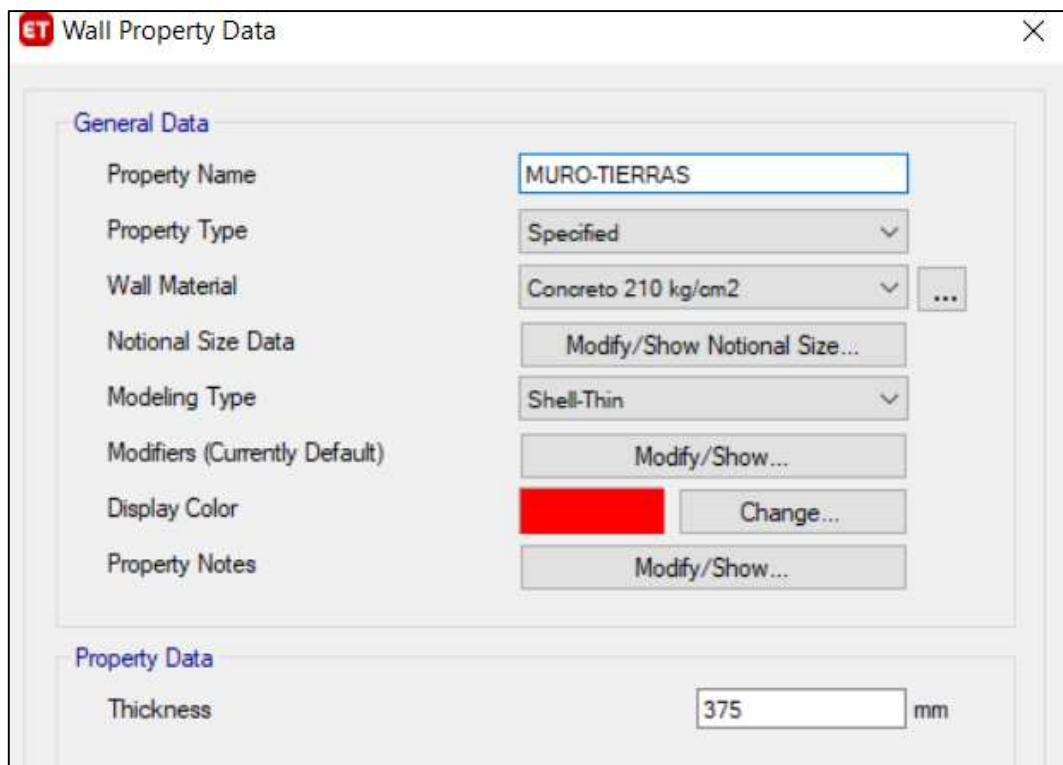 ET Wall Property Data
General Data
Property Name MURO-TIERRAS
Property Type Specified
Wall Material Concreto 210 kg/cm2 ...
Notional Size Data Modify/Show Notional Size...
Modeling Type Shell-Thin
Modifiers (Currently Default) Modify/Show...
Display Color Change...
Property Notes Modify/Show...
Property Data
Thickness 375 mm